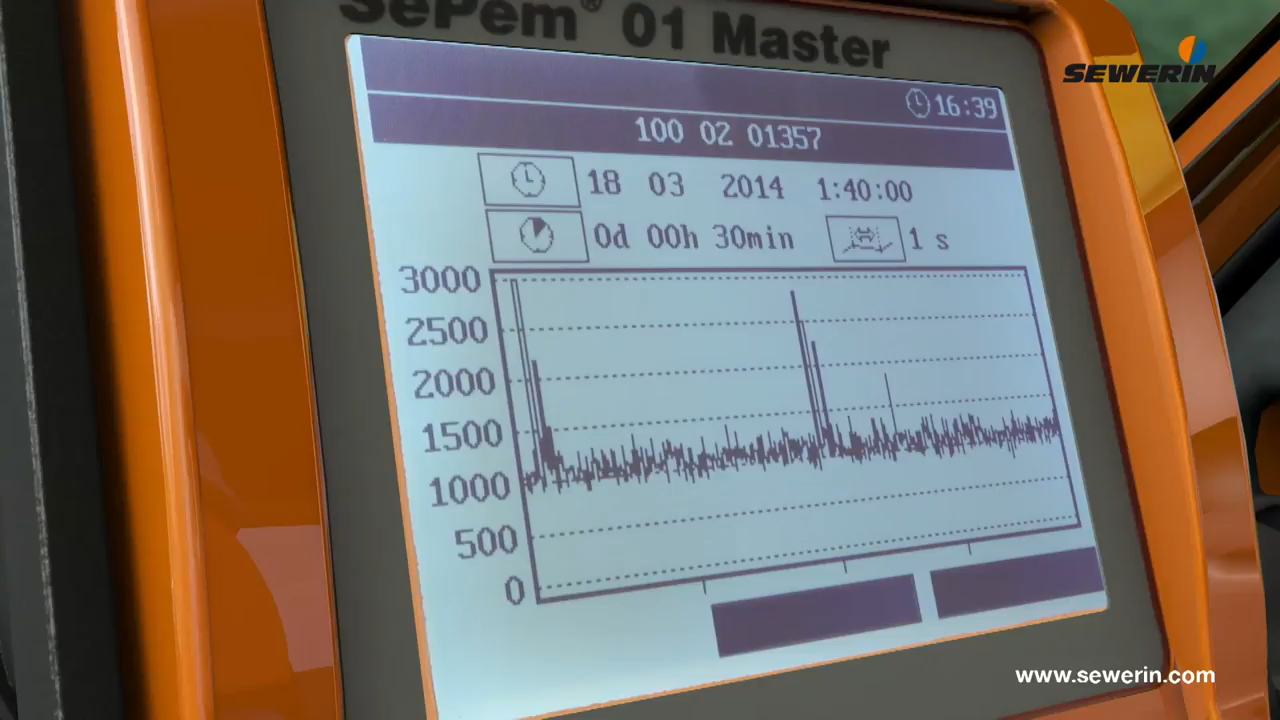 SePem® 01 Master
SEWERIN
16:39
100 02 01357
18 03 2014 1:40:00
0d 00h 30min 1 s
3000
2500
2000
1500
1000
500
0
www.sewerin.com